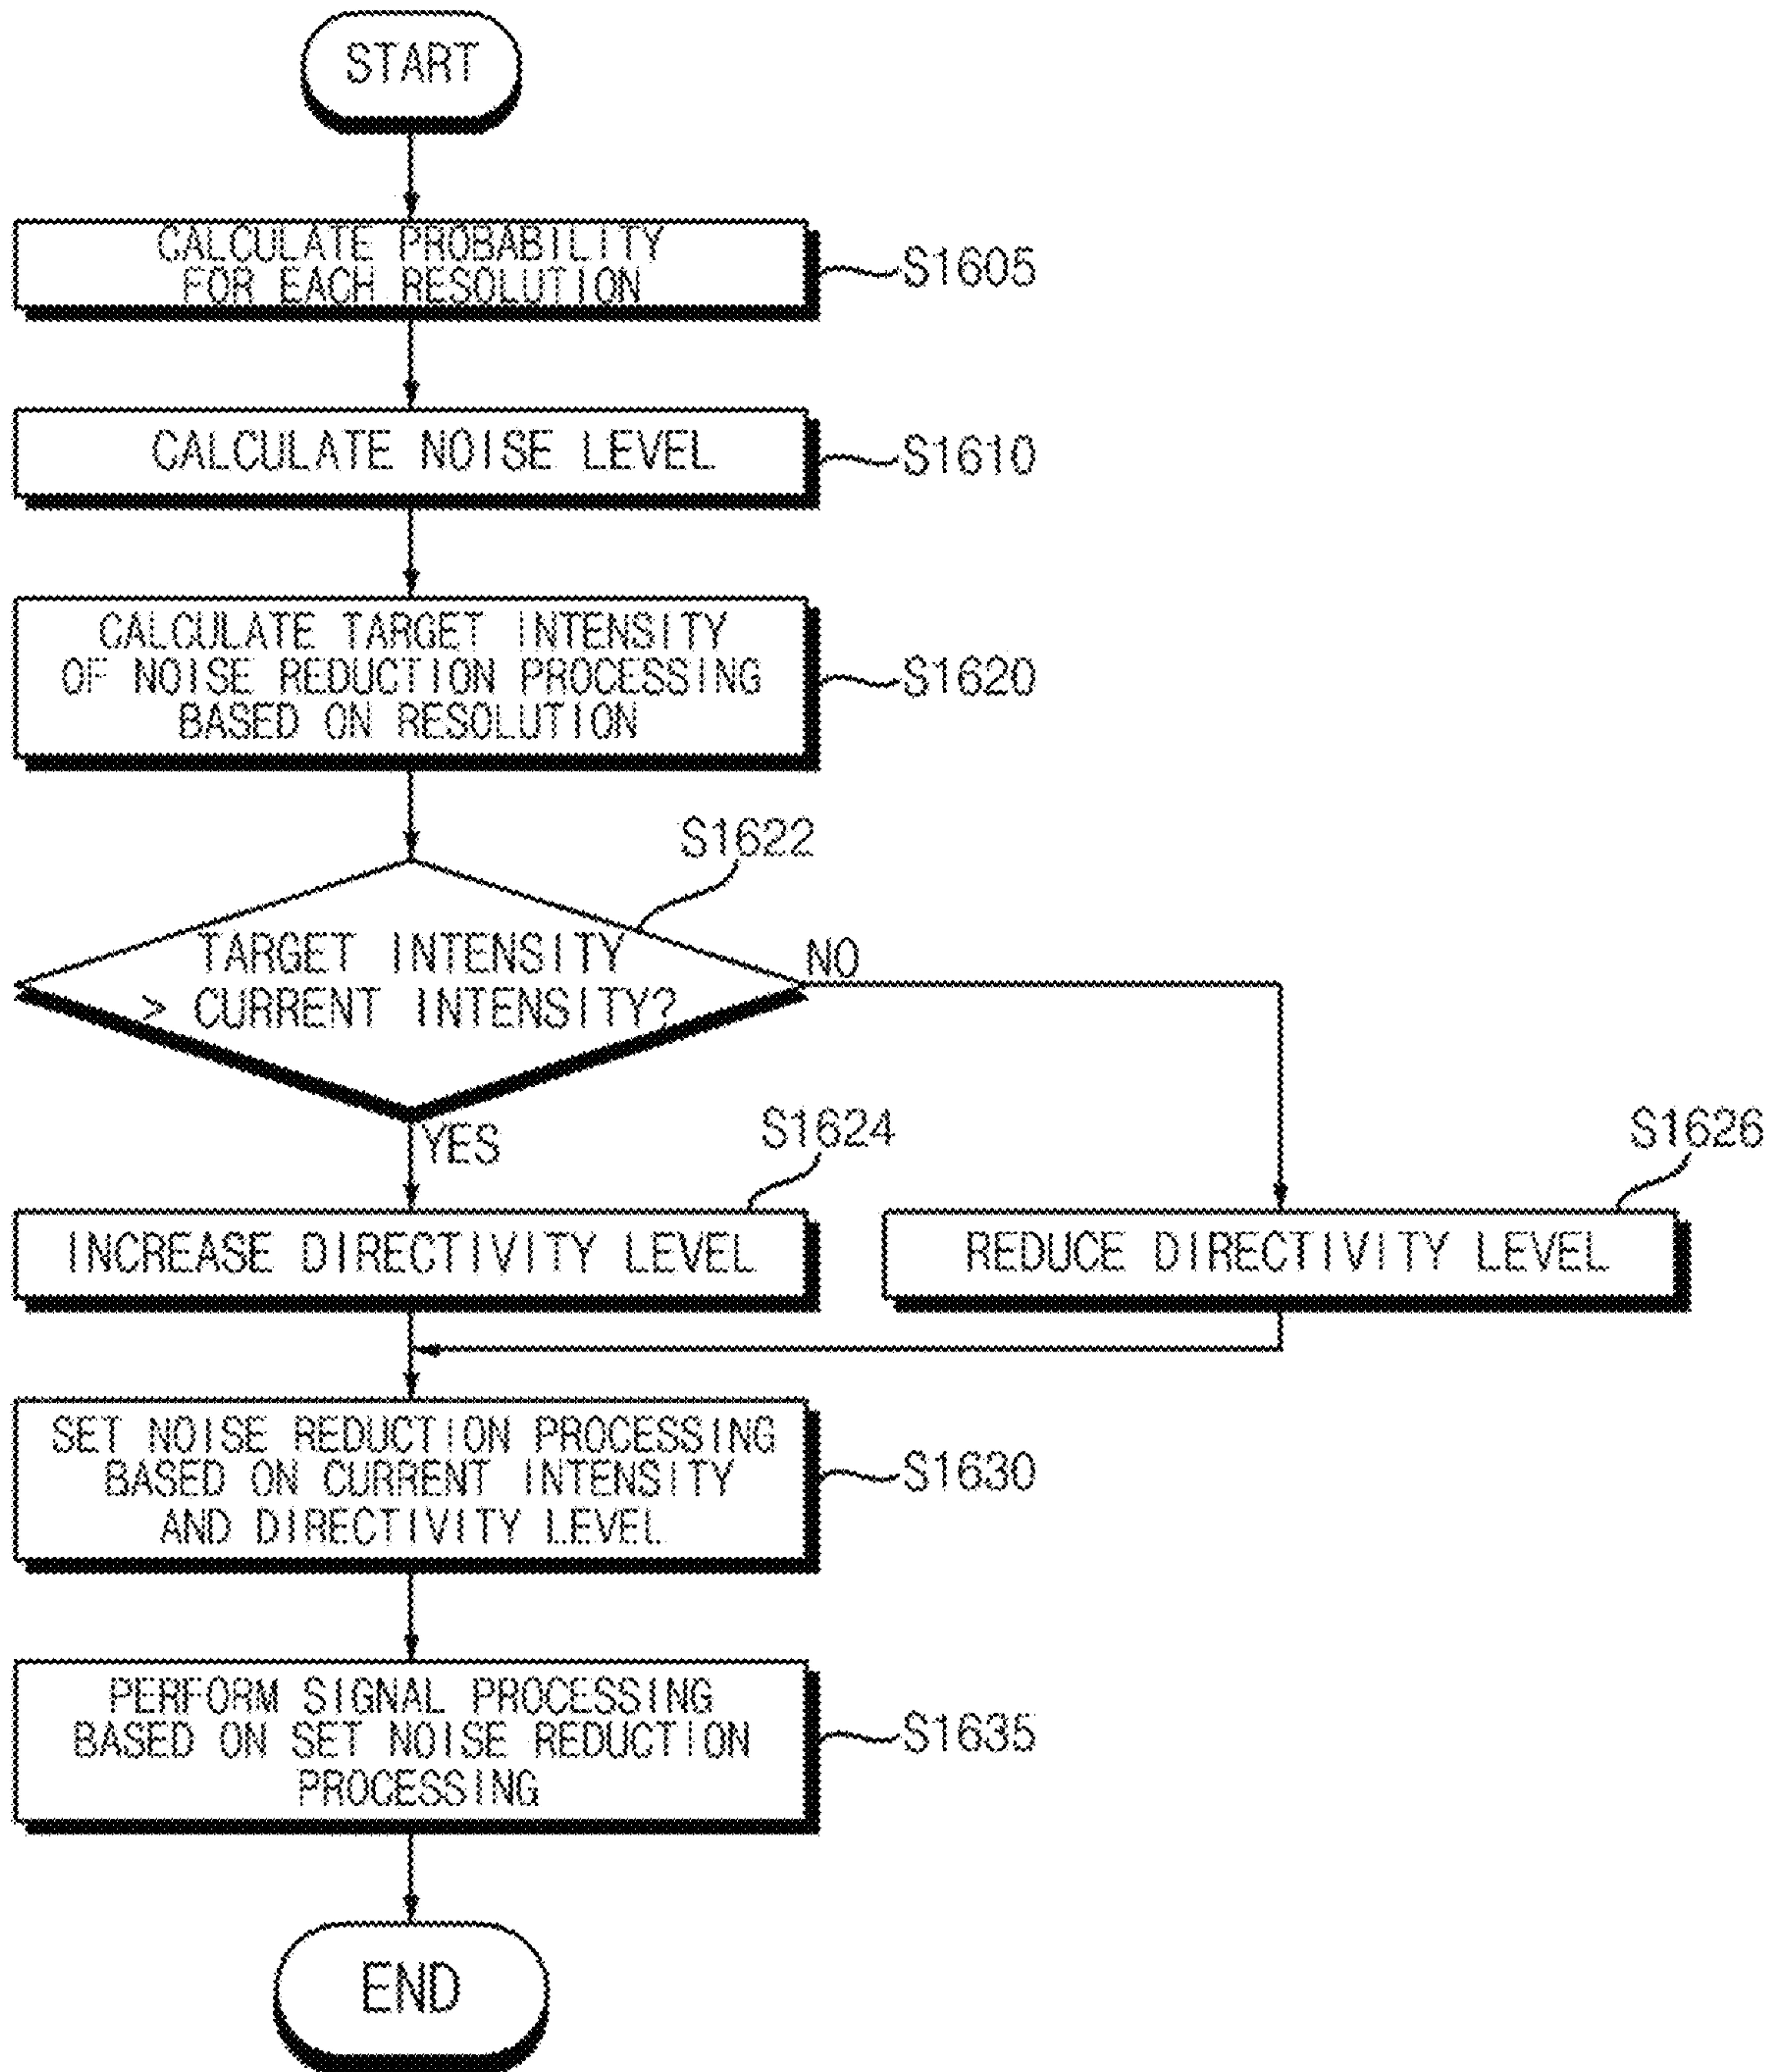 START
CALCULATE PROBABILITY
FOR EACH RESOLUTION
S1605
CALCULATE NOISE LEVEL
S1610
CALCULATE TARGET INTENSITY
OF NOISE REDUCTION PROCESSING
BASED ON RESOLUTION
S1620
S1622
TARGET INTENSITY
> CURRENT INTENSITY?
NO
YES
S1624
S1626
INCREASE DIRECTIVITY LEVEL
REDUCE DIRECTIVITY LEVEL
SET NOISE REDUCTION PROCESSING
BASED ON CURRENT INTENSITY
AND DIRECTIVITY LEVEL
S1630
PERFORM SIGNAL PROCESSING
BASED ON SET NOISE REDUCTION
PROCESSING
S1635
END